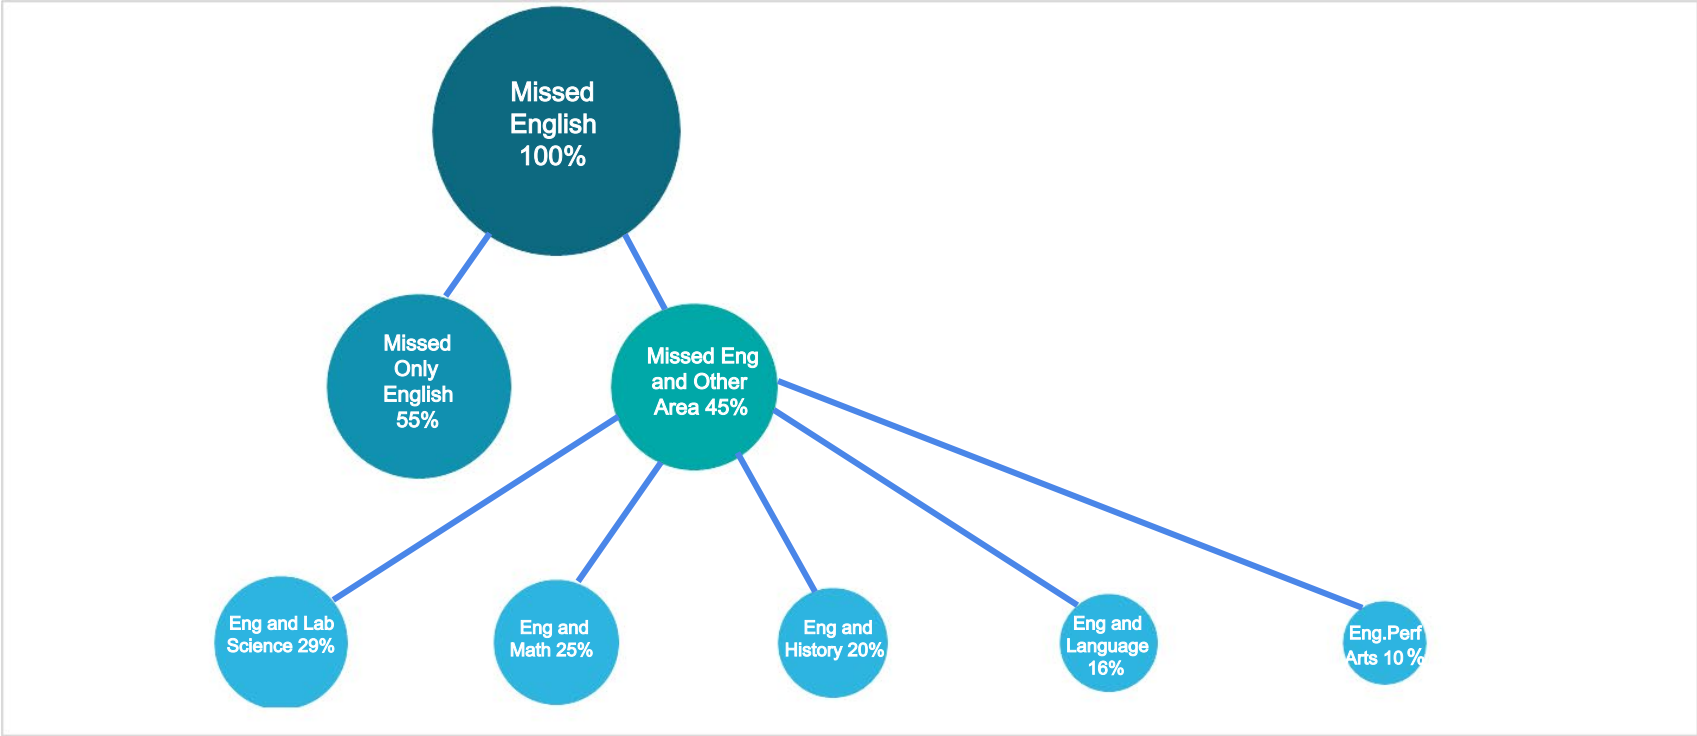 Missed
English
100%
Missed
Only
English
55%
Missed Eng
and Other
Area 45%
Eng and Lab
Science 29%
Eng and
Math 25%
Eng and
History 20%
Eng and
Language
16%
Eng.Perf
Arts 10 %